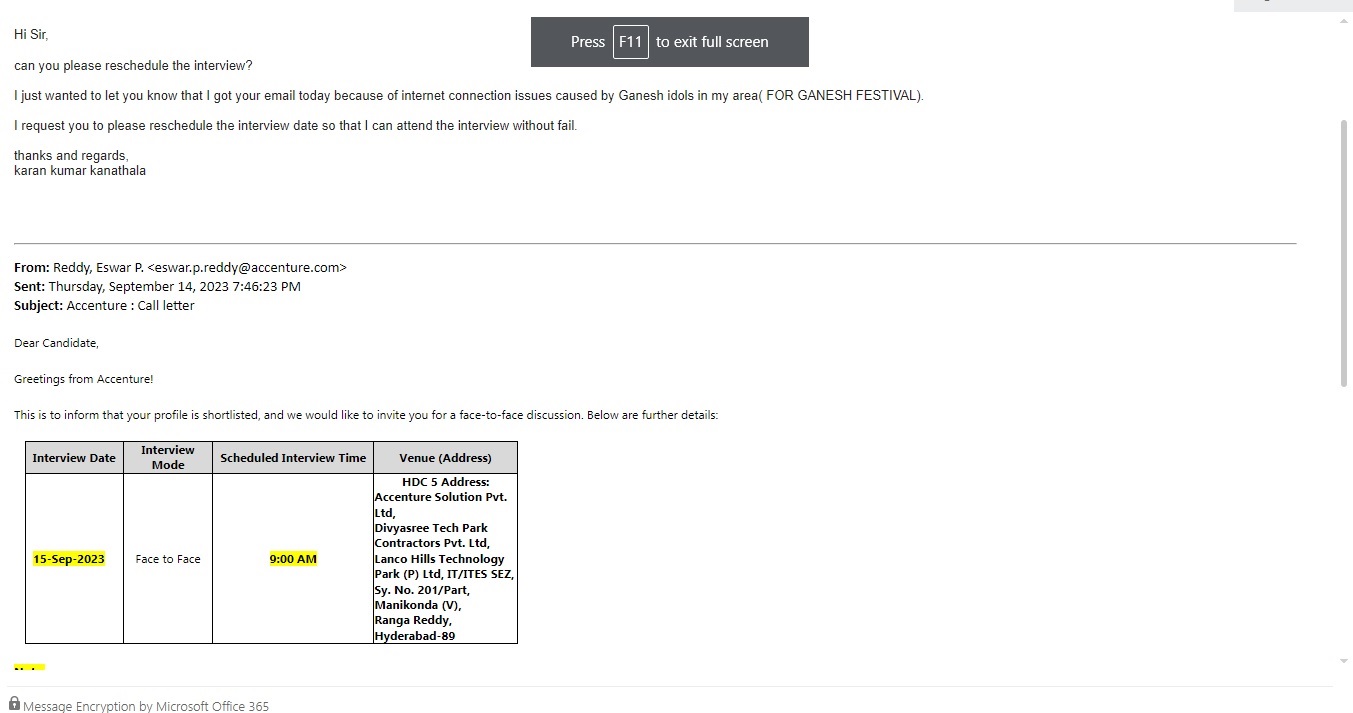 Press F11 to exit full screen
Hi Sir,
can you please reschedule the interview?
I just wanted to let you know that I got your email today because of internet connection issues caused by Ganesh idols in my area( FOR GANESH FESTIVAL).
I request you to please reschedule the interview date so that I can attend the interview without fail.
thanks and regards,
karan kumar kanathala
From: Reddy, Eswar P. <eswar.p.reddy@accenture.com>
Sent: Thursday, September 14, 2023 7:46:23 PM
Subject: Accenture : Call letter
Dear Candidate,
Greetings from Accenture!
This is to inform that your profile is shortlisted, and we would like to invite you for a face-to-face discussion. Below are further details:
Interview Date
Interview
Mode
Scheduled Interview Time
Venue (Address)
15-Sep-2023
Face to Face
9:00 AM
HDC 5 Address:
Accenture Solution Pvt.
Ltd,
Divyasree Tech Park
Contractors Pvt. Ltd,
Lanco Hills Technology
Park (P) Ltd, IT/ITES SEZ,
Sy. No. 201/Part,
Manikonda (V),
Ranga Reddy,
Hyderabad-89
Message Encryption by Microsoft Office 365